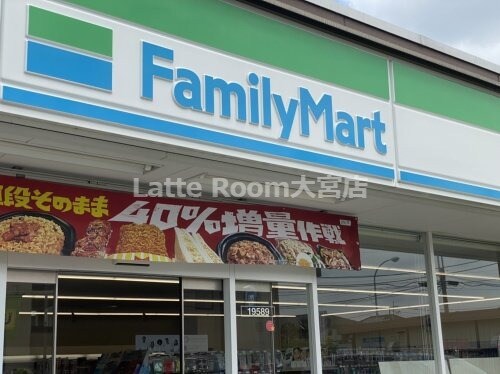 FamilyMart
Latte Room大宮店
段そのまま
40%増量作戦
19589